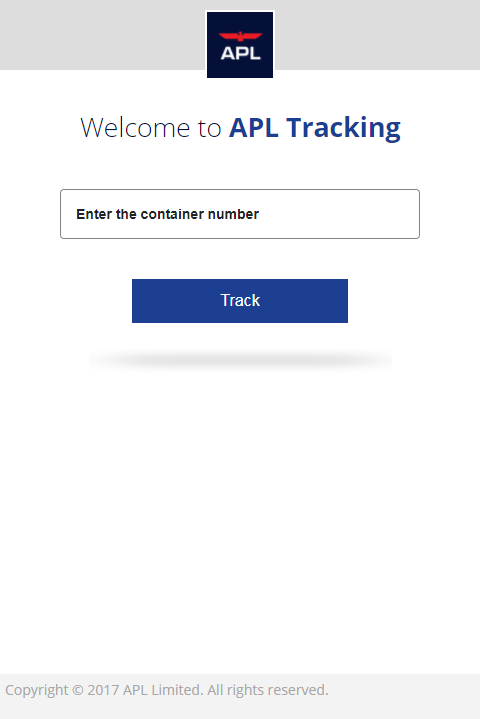 APL
Welcome to APL Tracking
Enter the container number
Track
Copyright © 2017 APL Limited. All rights reserved.